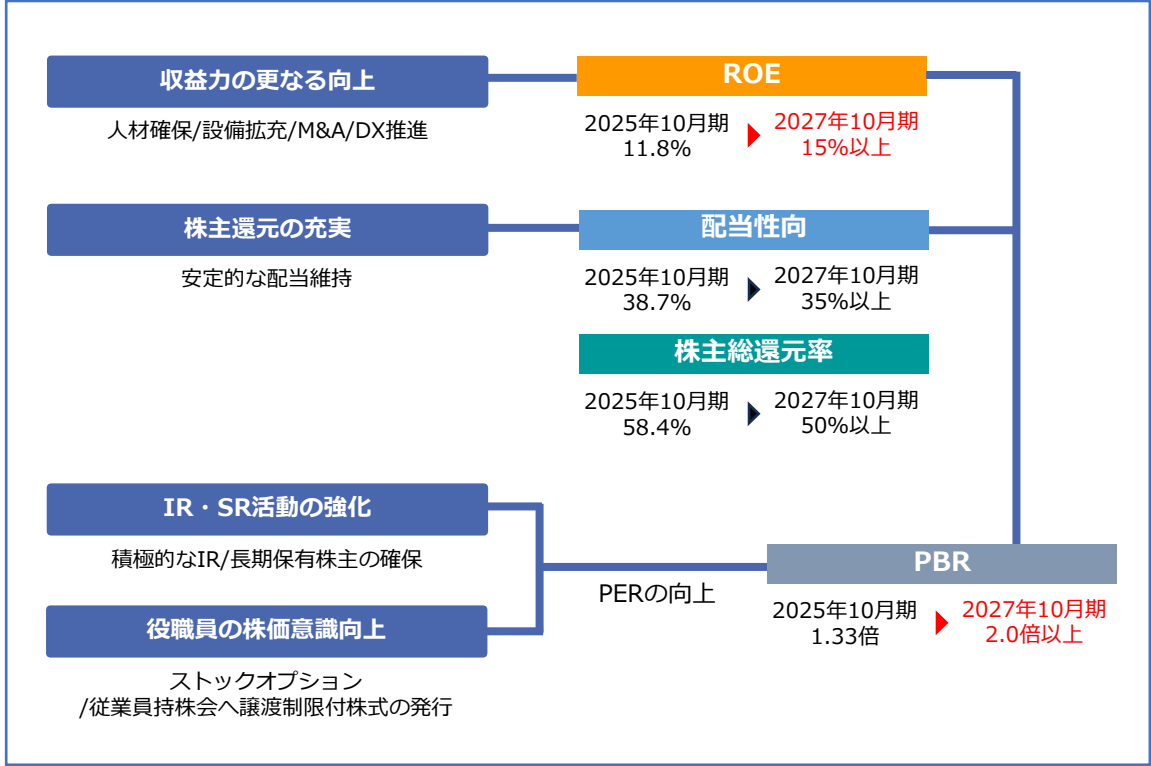 収益力の更なる向上
人材確保/設備拡充/M&A/DX推進
ROE
2025年10月期
11.8%
2027年10月期
15%以上
株主還元の充実
安定的な配当維持
配当性向
2025年10月期
38.7%
2027年10月期
35%以上
株主総還元率
2025年10月期
58.4%
2027年10月期
50%以上
IR・SR活動の強化
積極的なIR/長期保有株主の確保
役職員の株価意識向上
ストックオプション
/従業員持株会へ譲渡制限付株式の発行
PERの向上
PBR
2025年10月期
1.33倍
2027年10月期
2.0倍以上